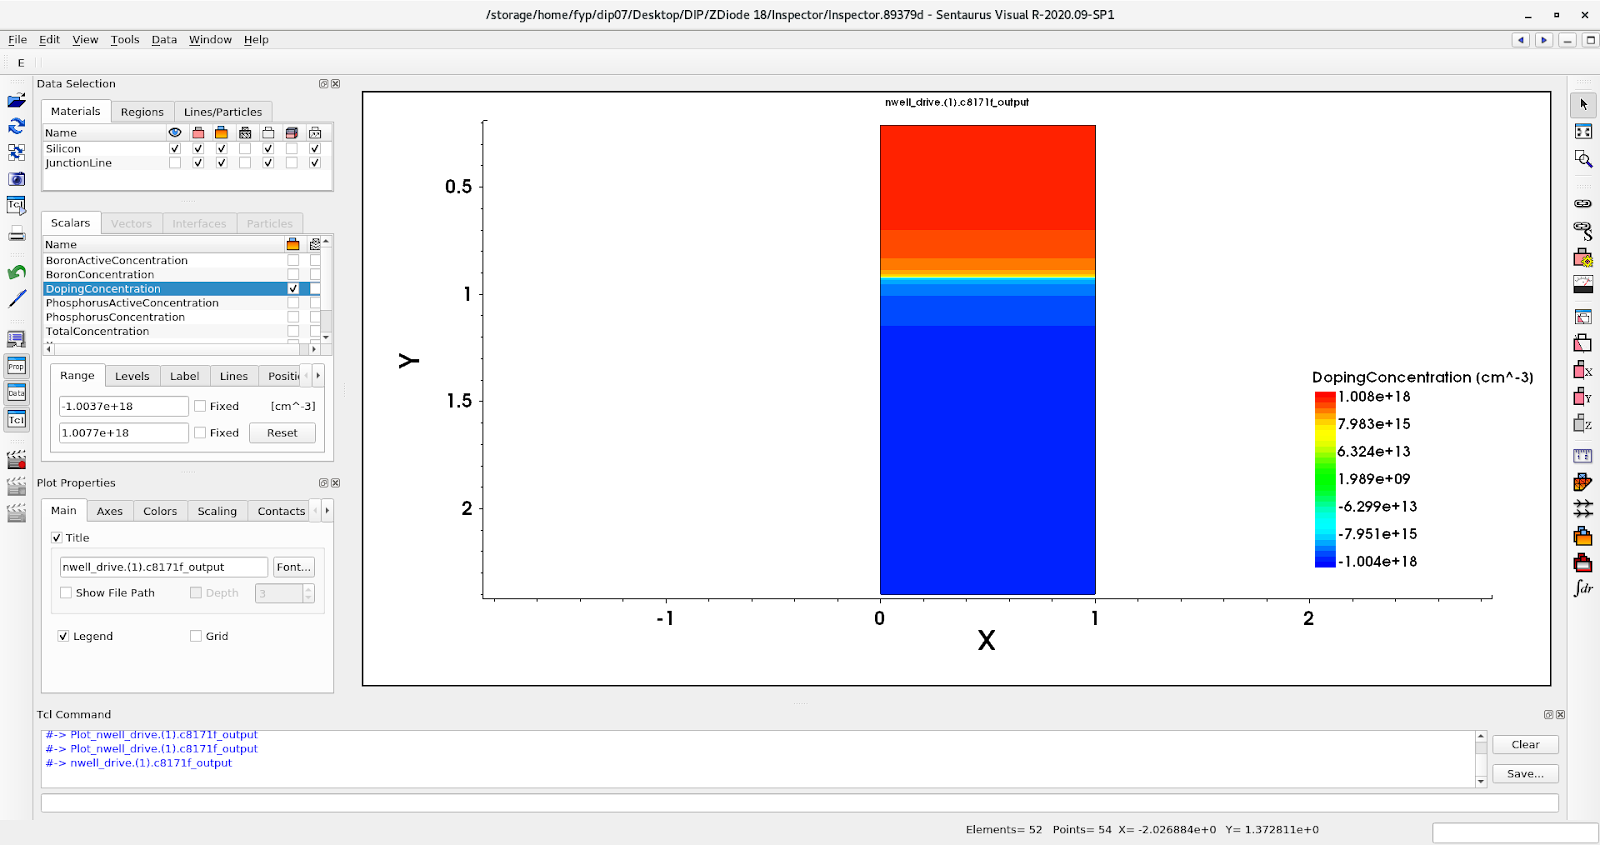 /storage/home/fyp/dip07/Desktop/DIP/ZDiode 18/Inspector/Inspector.89379d - Sentaurus Visual R-2020.09-SP1
File Edit View Tools Data Window Help
E
Data Selection
Materials Regions Lines/Particles
Name
Silicon
JunctionLine
Scalars Vectors Interfaces Particles
Name
BoronActiveConcentration
BoronConcentration
DopingConcentration
PhosphorusActiveConcentration
PhosphorusConcentration
TotalConcentration
Range Levels Label Lines Positi
-1.0037e+18 Fixed [cm^-3]
1.0077e+18 Fixed Reset
Plot Properties
Main Axes Colors Scaling Contacts
Title
nwell_drive.(1).c8171f_output Font...
Show File Path Depth 3
Legend Grid
Tcl
Prop
Data
Tcl
nwell_drive.(1).c8171f_output
0.5
1
1.5
2
Y
-1 0 1 2
X
DopingConcentration (cm^-3)
1.008e+18
7.983e+15
6.324e+13
1.989e+09
-6.299e+13
-7.951e+15
-1.004e+18
S
X
Y
Z
∫dr
Tcl Command
#-> Plot_nwell_drive.(1).c8171f_output
#-> Plot_nwell_drive.(1).c8171f_output
#-> nwell_drive.(1).c8171f_output
Clear
Save...
Elements= 52 Points= 54 X= -2.026884e+0 Y= 1.372811e+0